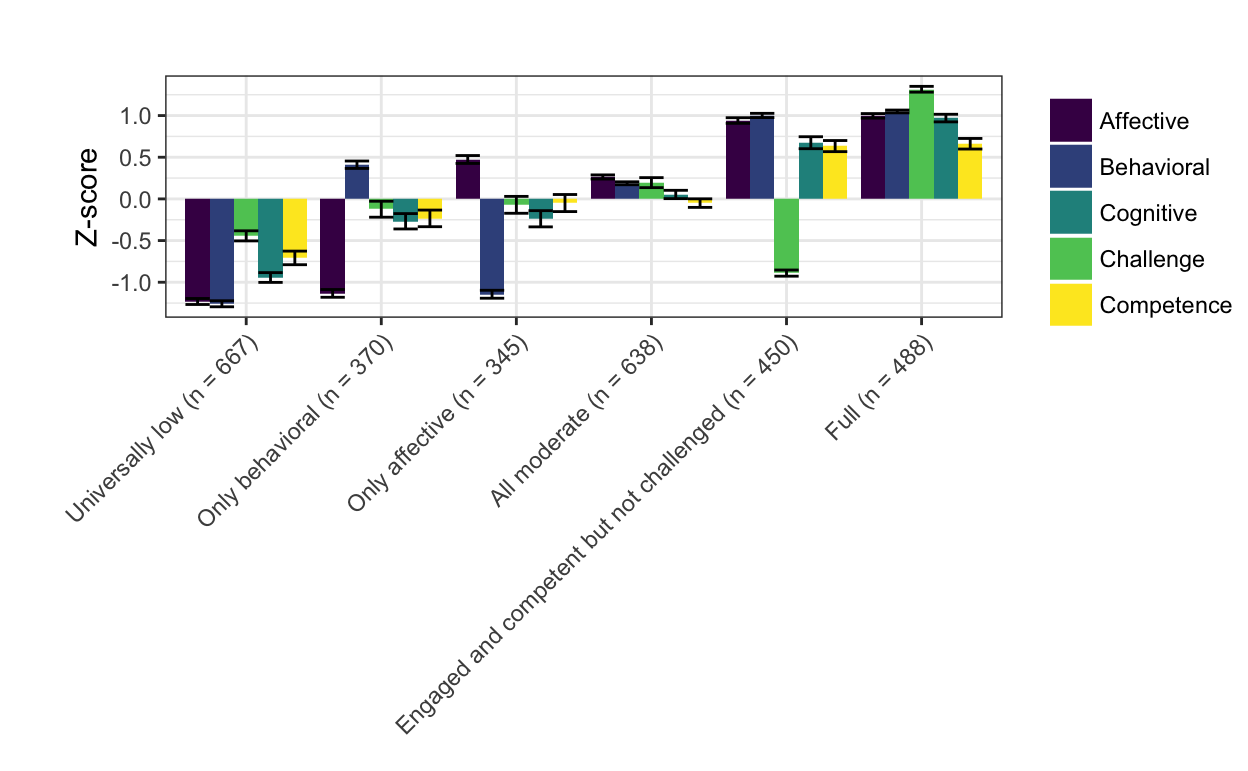 Z-score
1.0
0.5
0.0
-0.5
-1.0
Universally low (n = 667)
Only behavioral (n = 370)
Only affective (n = 345)
All moderate (n = 638)
Engaged and competent but not challenged (n = 450)
Full (n = 488)
Affective
Behavioral
Cognitive
Challenge
Competence